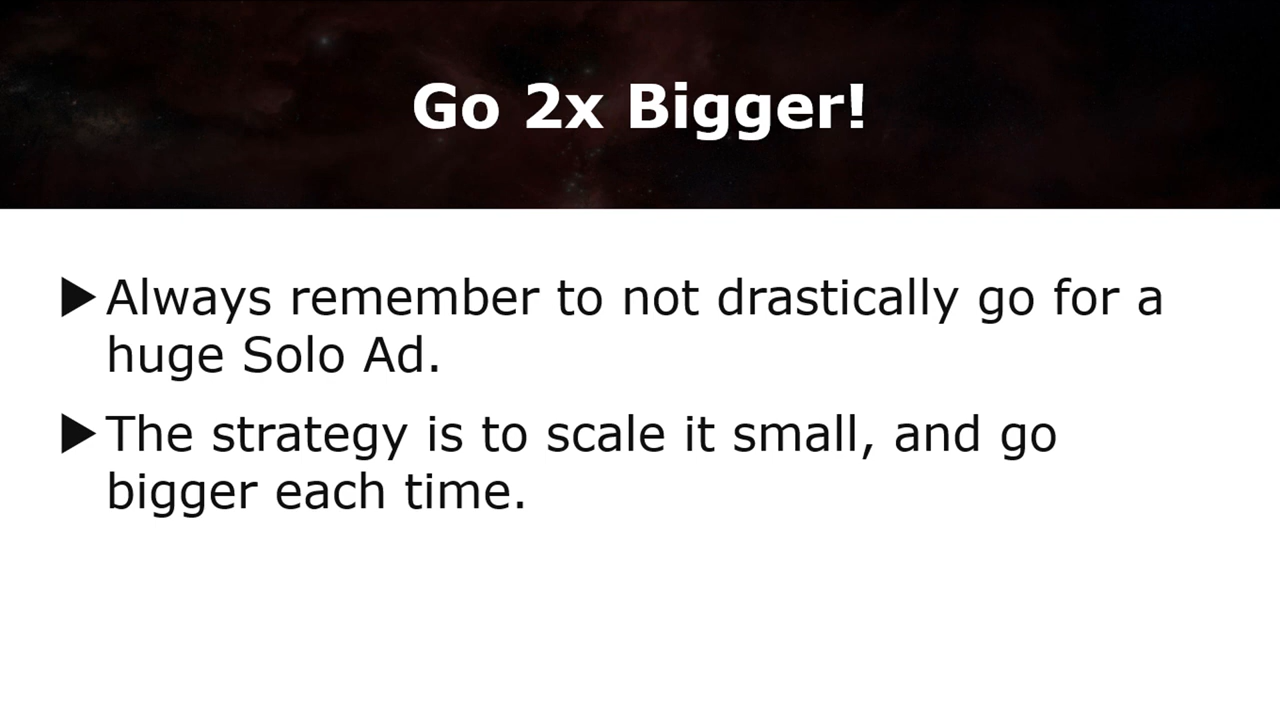 Go 2x Bigger!
▶ Always remember to not drastically go for a
huge Solo Ad.
▶ The strategy is to scale it small, and go
bigger each time.